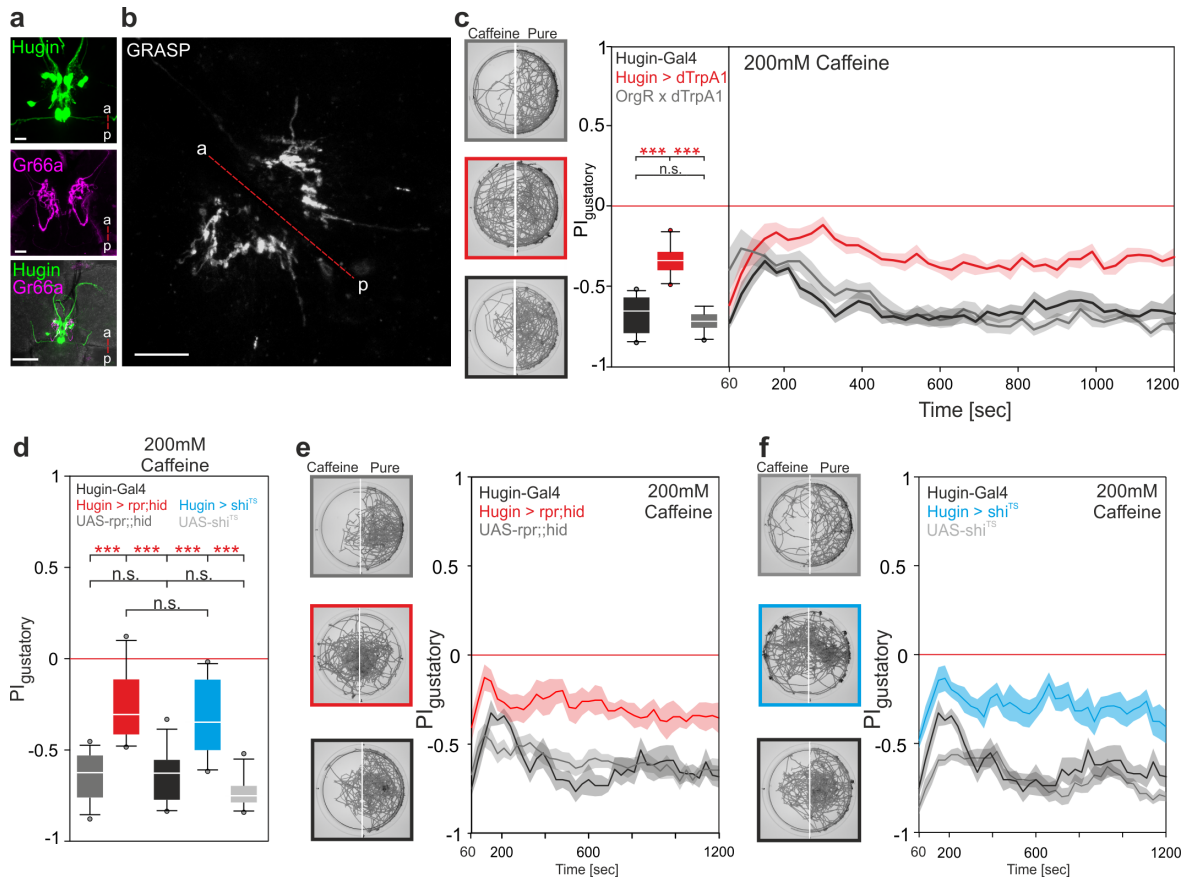 a
Hugin
a
p
Gr66a
a
p
Hugin
Gr66a
a
p
b
GRASP
a
p
c
Caffeine Pure
Hugin-Gal4
Hugin > dTrpA1
OrgR x dTrpA1
200mM Caffeine
*** ***
n.s.
PIgustatory
1
0.5
0
-0.5
-1
60 200 400 600 800 1000 1200
Time [sec]
d
200mM
Caffeine
Hugin-Gal4
Hugin > rpr;hid Hugin > shiTS
UAS-rpr;;hid UAS-shiTS
*** *** *** ***
n.s. n.s.
n.s.
PIgustatory
1
0.5
0
-0.5
-1
e
Caffeine Pure
Hugin-Gal4
Hugin > rpr;hid
UAS-rpr;;hid
200mM
Caffeine
PIgustatory
1
0.5
0
-0.5
-1
60 200 600 1200
Time [sec]
f
Caffeine Pure
Hugin-Gal4
Hugin > shiTS
UAS-shiTS
200mM
Caffeine
PIgustatory
1
0.5
0
-0.5
-1
60 200 600 1200
Time [sec]